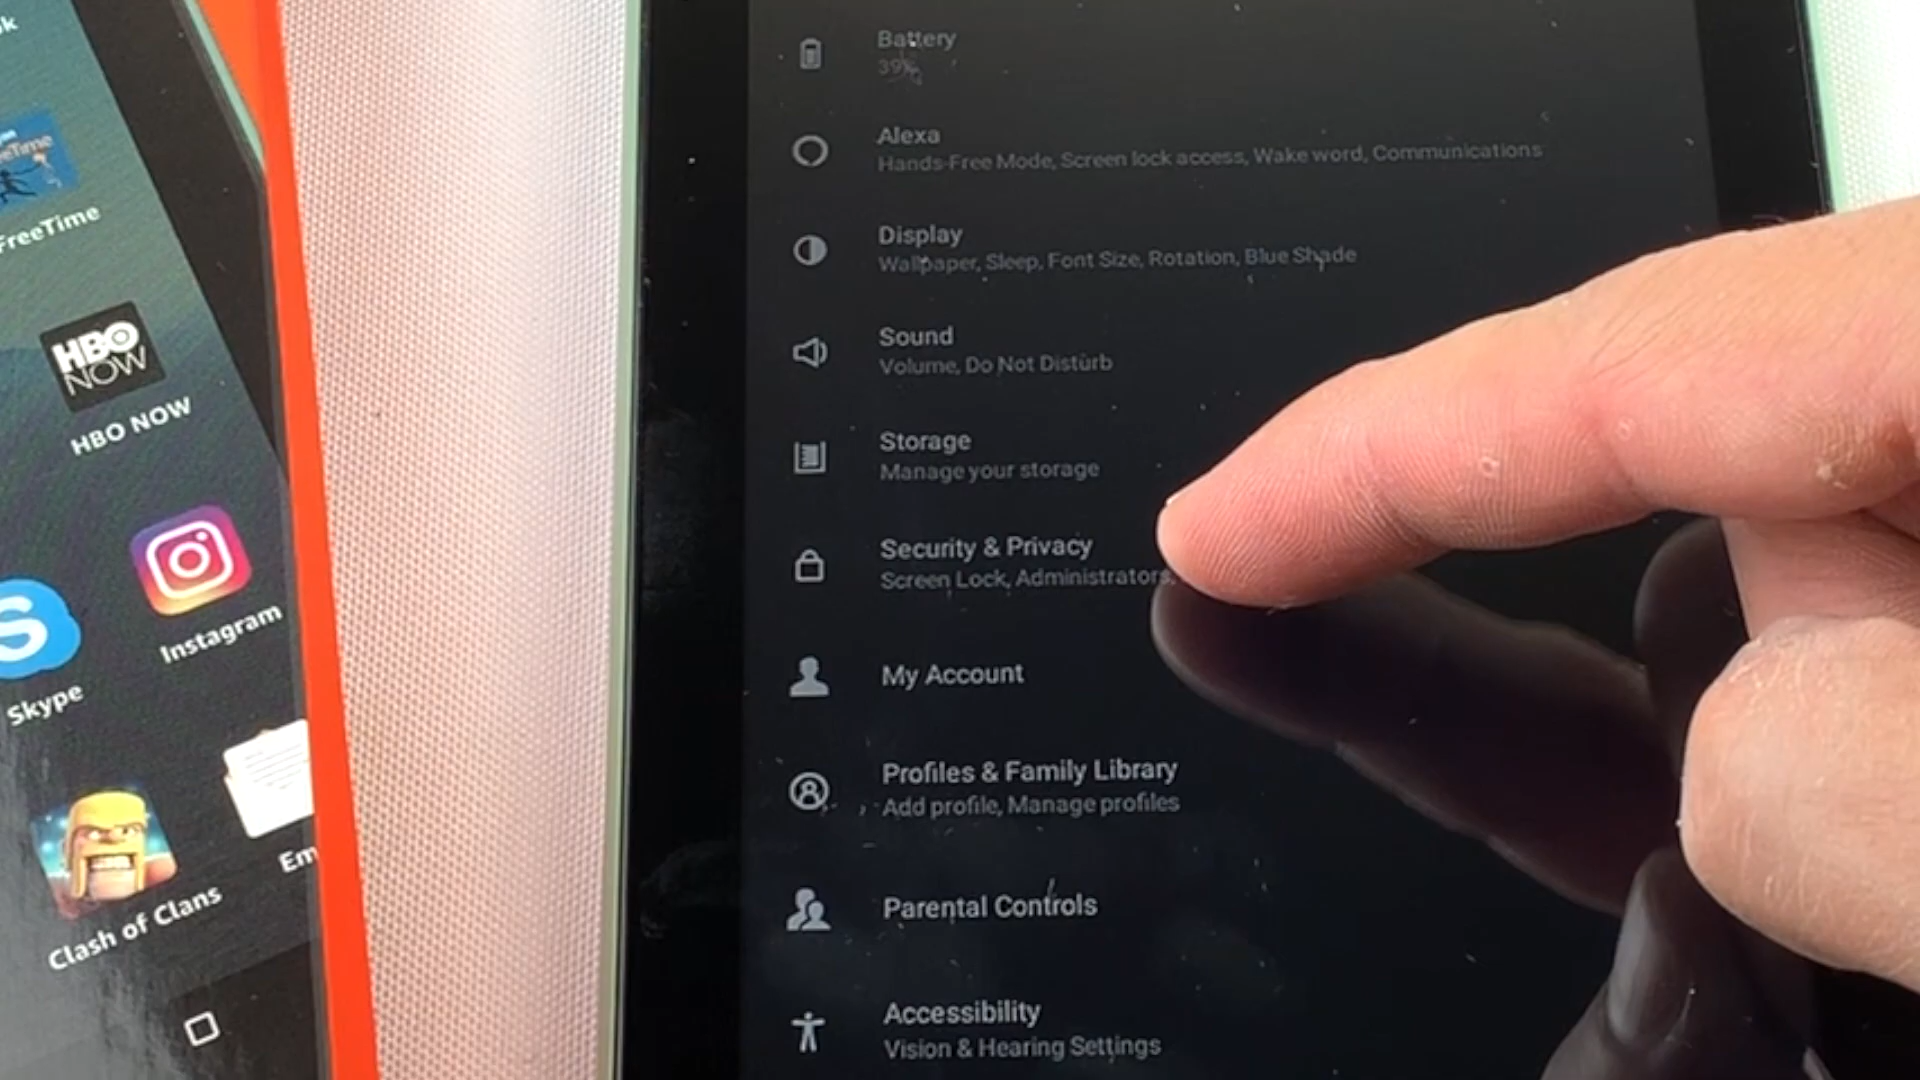 k
eeTime
FreeTime
HBO
NOW
HBO NOW
Instagram
S
Skype
Clash of Clans
Em
Battery
39%
Alexa
Hands-Free Mode, Screen lock access, Wake word, Communications
Display
Wallpaper, Sleep, Font Size, Rotation, Blue Shade
Sound
Volume, Do Not Disturb
Storage
Manage your storage
Security & Privacy
Screen Lock, Administrators,
My Account
Profiles & Family Library
Add profile, Manage profiles
Parental Controls
Accessibility
Vision & Hearing Settings